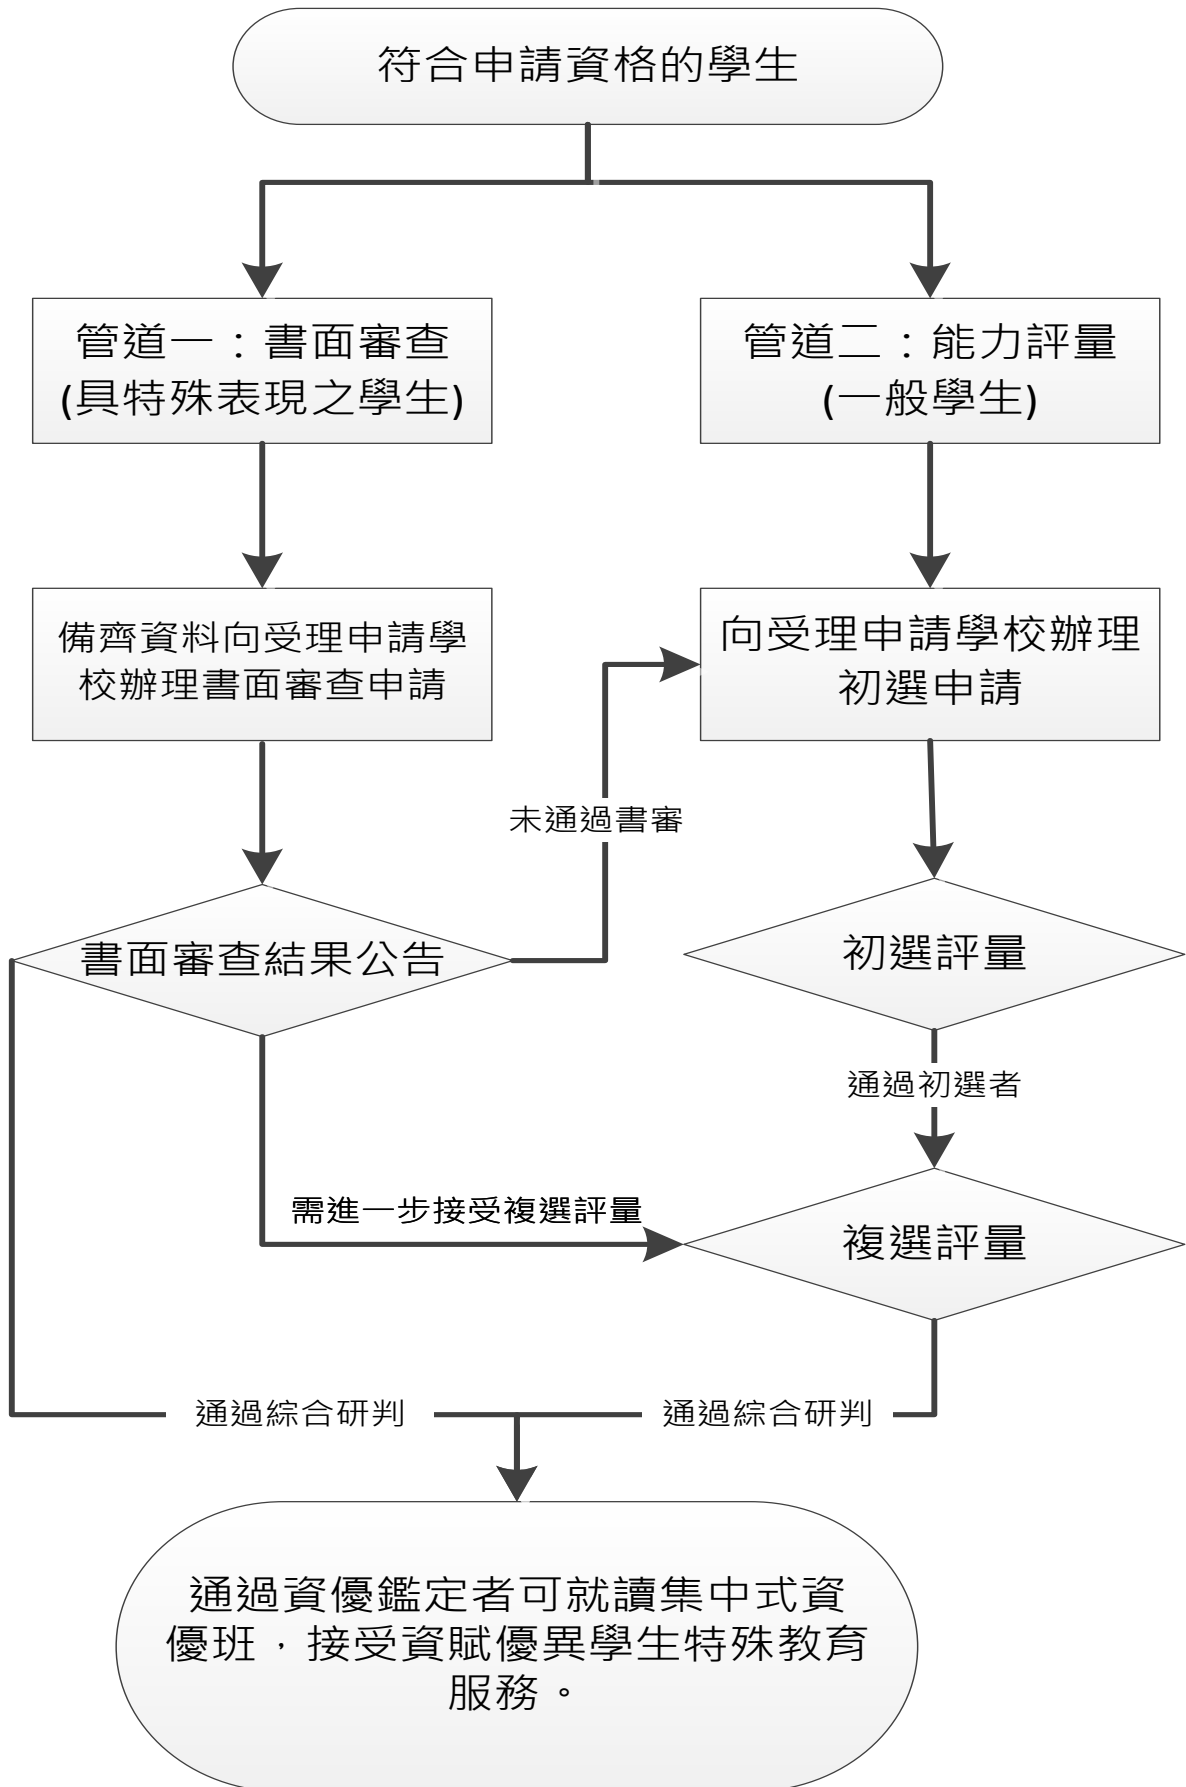 符合申請資格的學生
管道一：書面審查
(具特殊表現之學生)
管道二：能力評量
(一般學生)
備齊資料向受理申請學
校辦理書面審查申請
向受理申請學校辦理
初選申請
未通過書審
書面審查結果公告
初選評量
通過初選者
需進一步接受複選評量
複選評量
通過綜合研判
通過綜合研判
通過資優鑑定者可就讀集中式資
優班，接受資賦優異學生特殊教育
服務。